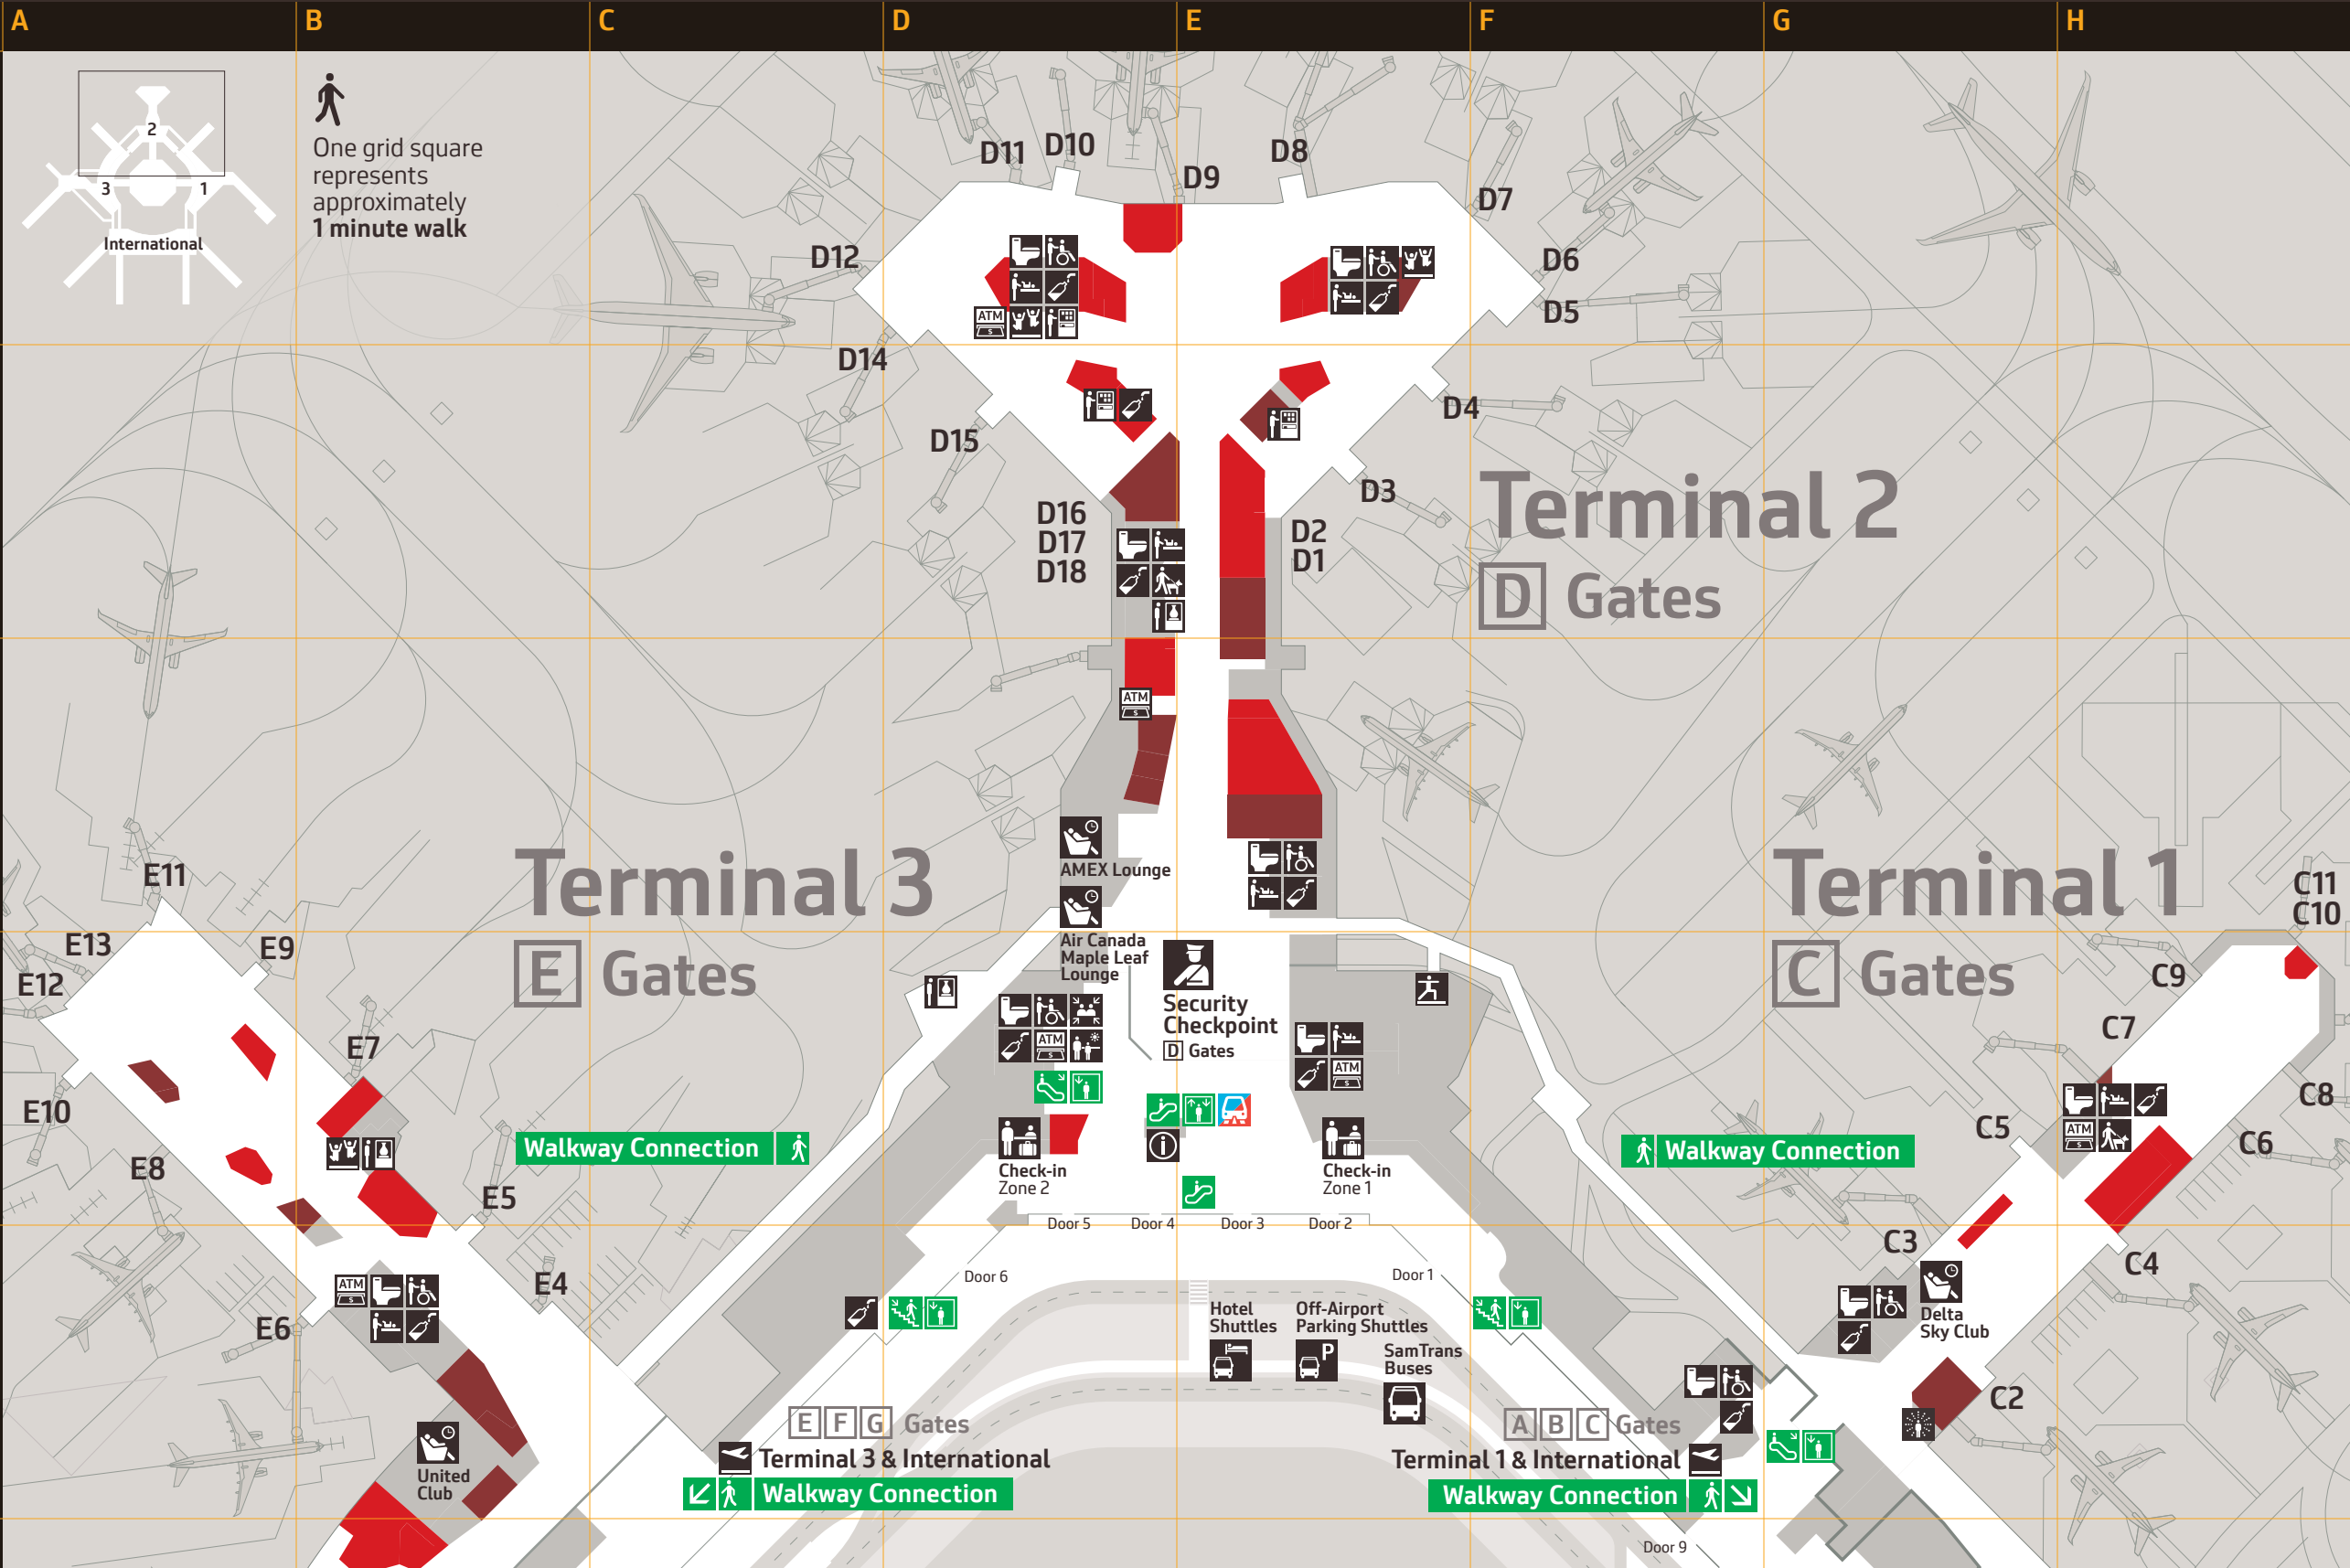 A B C D E F G H
2
3 1
International
One grid square
represents
approximately
1 minute walk
D11
D10
D9
D8
D7
D12
D6
D5
D14
D4
D15
D3
D16
D17
D18
D2
D1
ATM
$
ATM
$
Terminal 2
D Gates
AMEX Lounge
Air Canada
Maple Leaf
Lounge
Terminal 3
E Gates
Terminal 1
C Gates
E11
E13
E12
E9
E7
E10
E8
E5
E4
E6
C11
C10
C9
C7
C8
C5
C6
C3
C4
C2
Security
Checkpoint
D Gates
ATM
$
ATM
$
ATM
$
ATM
$
i
Check-in
Zone 2
Check-in
Zone 1
Walkway Connection
Walkway Connection
Door 5
Door 4
Door 3
Door 2
Door 6
Door 1
Hotel
Shuttles
Off-Airport
Parking Shuttles
P
SamTrans
Buses
Delta
Sky Club
United
Club
E F G Gates
Terminal 3 & International
Walkway Connection
A B C Gates
Terminal 1 & International
Walkway Connection
Door 9